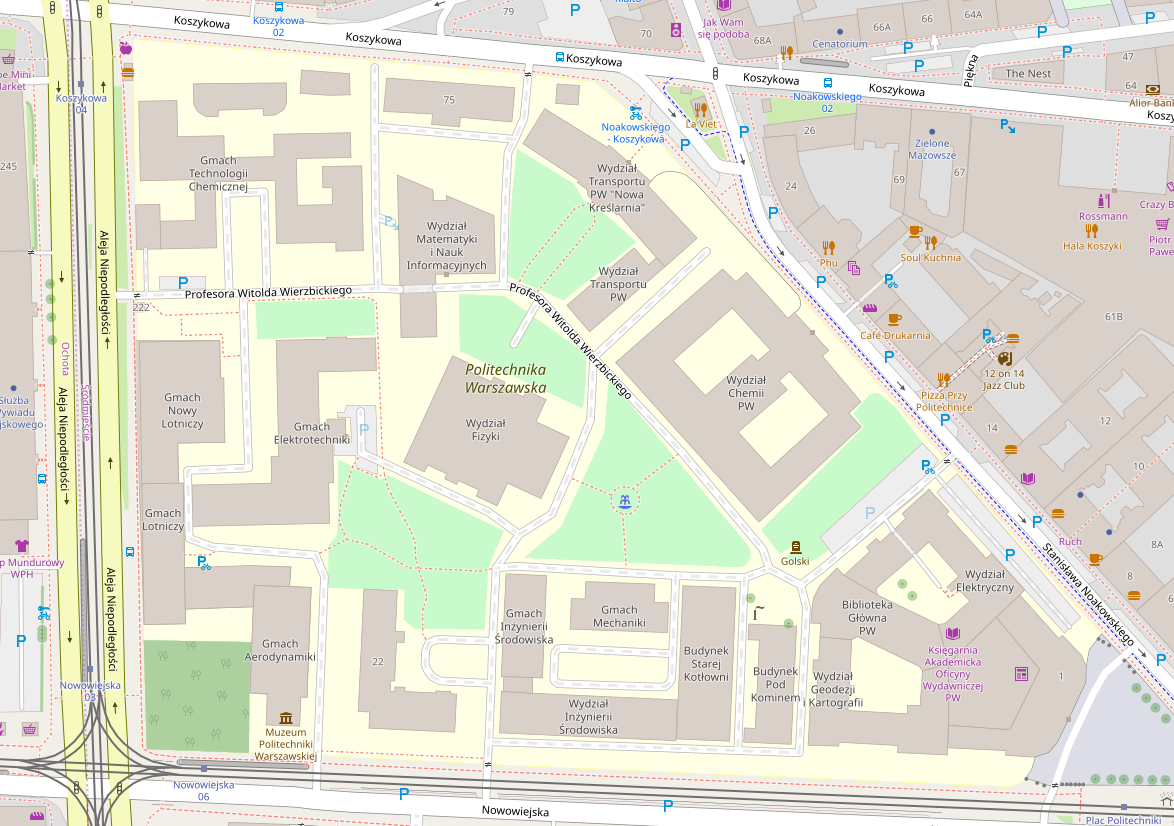 Koszykowa
Koszykowa
02
Koszykowa
Koszykowa
Koszykowa
Koszykowa
79
70
Jak Wam
się podoba
68A
66A
66
64A
Cenatorium
Piękna
The Nest
47
64
Alior Bank
Noakowskiego
02
Koszykowa
04
245
75
Gmach
Technologii
Chemicznej
Wydział
Matematyki
i Nauk
Informacyjnych
Wydział
Transportu
PW "Nowa
Kreślarnia"
Wydział
Transportu
PW
Noakowskiego
- Koszykowa
La Viet
26
24
Zielone
Mazowsze
69
67
Rossmann
Hala Koszyki
Soul Kuchnia
Phu
Café Drukarnia
61B
12 on 14
Jazz Club
Pizza Przy
Politechnice
14
12
10
8A
8
Ruch
Aleja Niepodległości
Aleja Niepodległości
Aleja Niepodległości
Aleja Niepodległości
Ochota
Śródmieście
222
Profesora Witolda Wierzbickiego
Profesora Witolda Wierzbickiego
Politechnika
Warszawska
Gmach
Nowy
Lotniczy
Gmach
Elektrotechniki
Wydział
Fizyki
Wydział
Chemii
PW
Gmach
Lotniczy
Golski
Stanisława Noakowskiego
Wydział
Elektryczny
Biblioteka
Główna
PW
Księgarnia
Akademicka
Oficyny
Wydawniczej
PW
1
Gmach
Aerodynamiki
Gmach
Inżynierii
Środowiska
Gmach
Mechaniki
Budynek
Starej
Kotłowni
Budynek
Pod
Kominem
Wydział
Geodezji
i Kartografii
22
Wydział
Inżynierii
Środowiska
Muzeum
Politechniki
Warszawskiej
Nowowiejska
03
Nowowiejska
06
Nowowiejska
Plac Politechniki
WPH